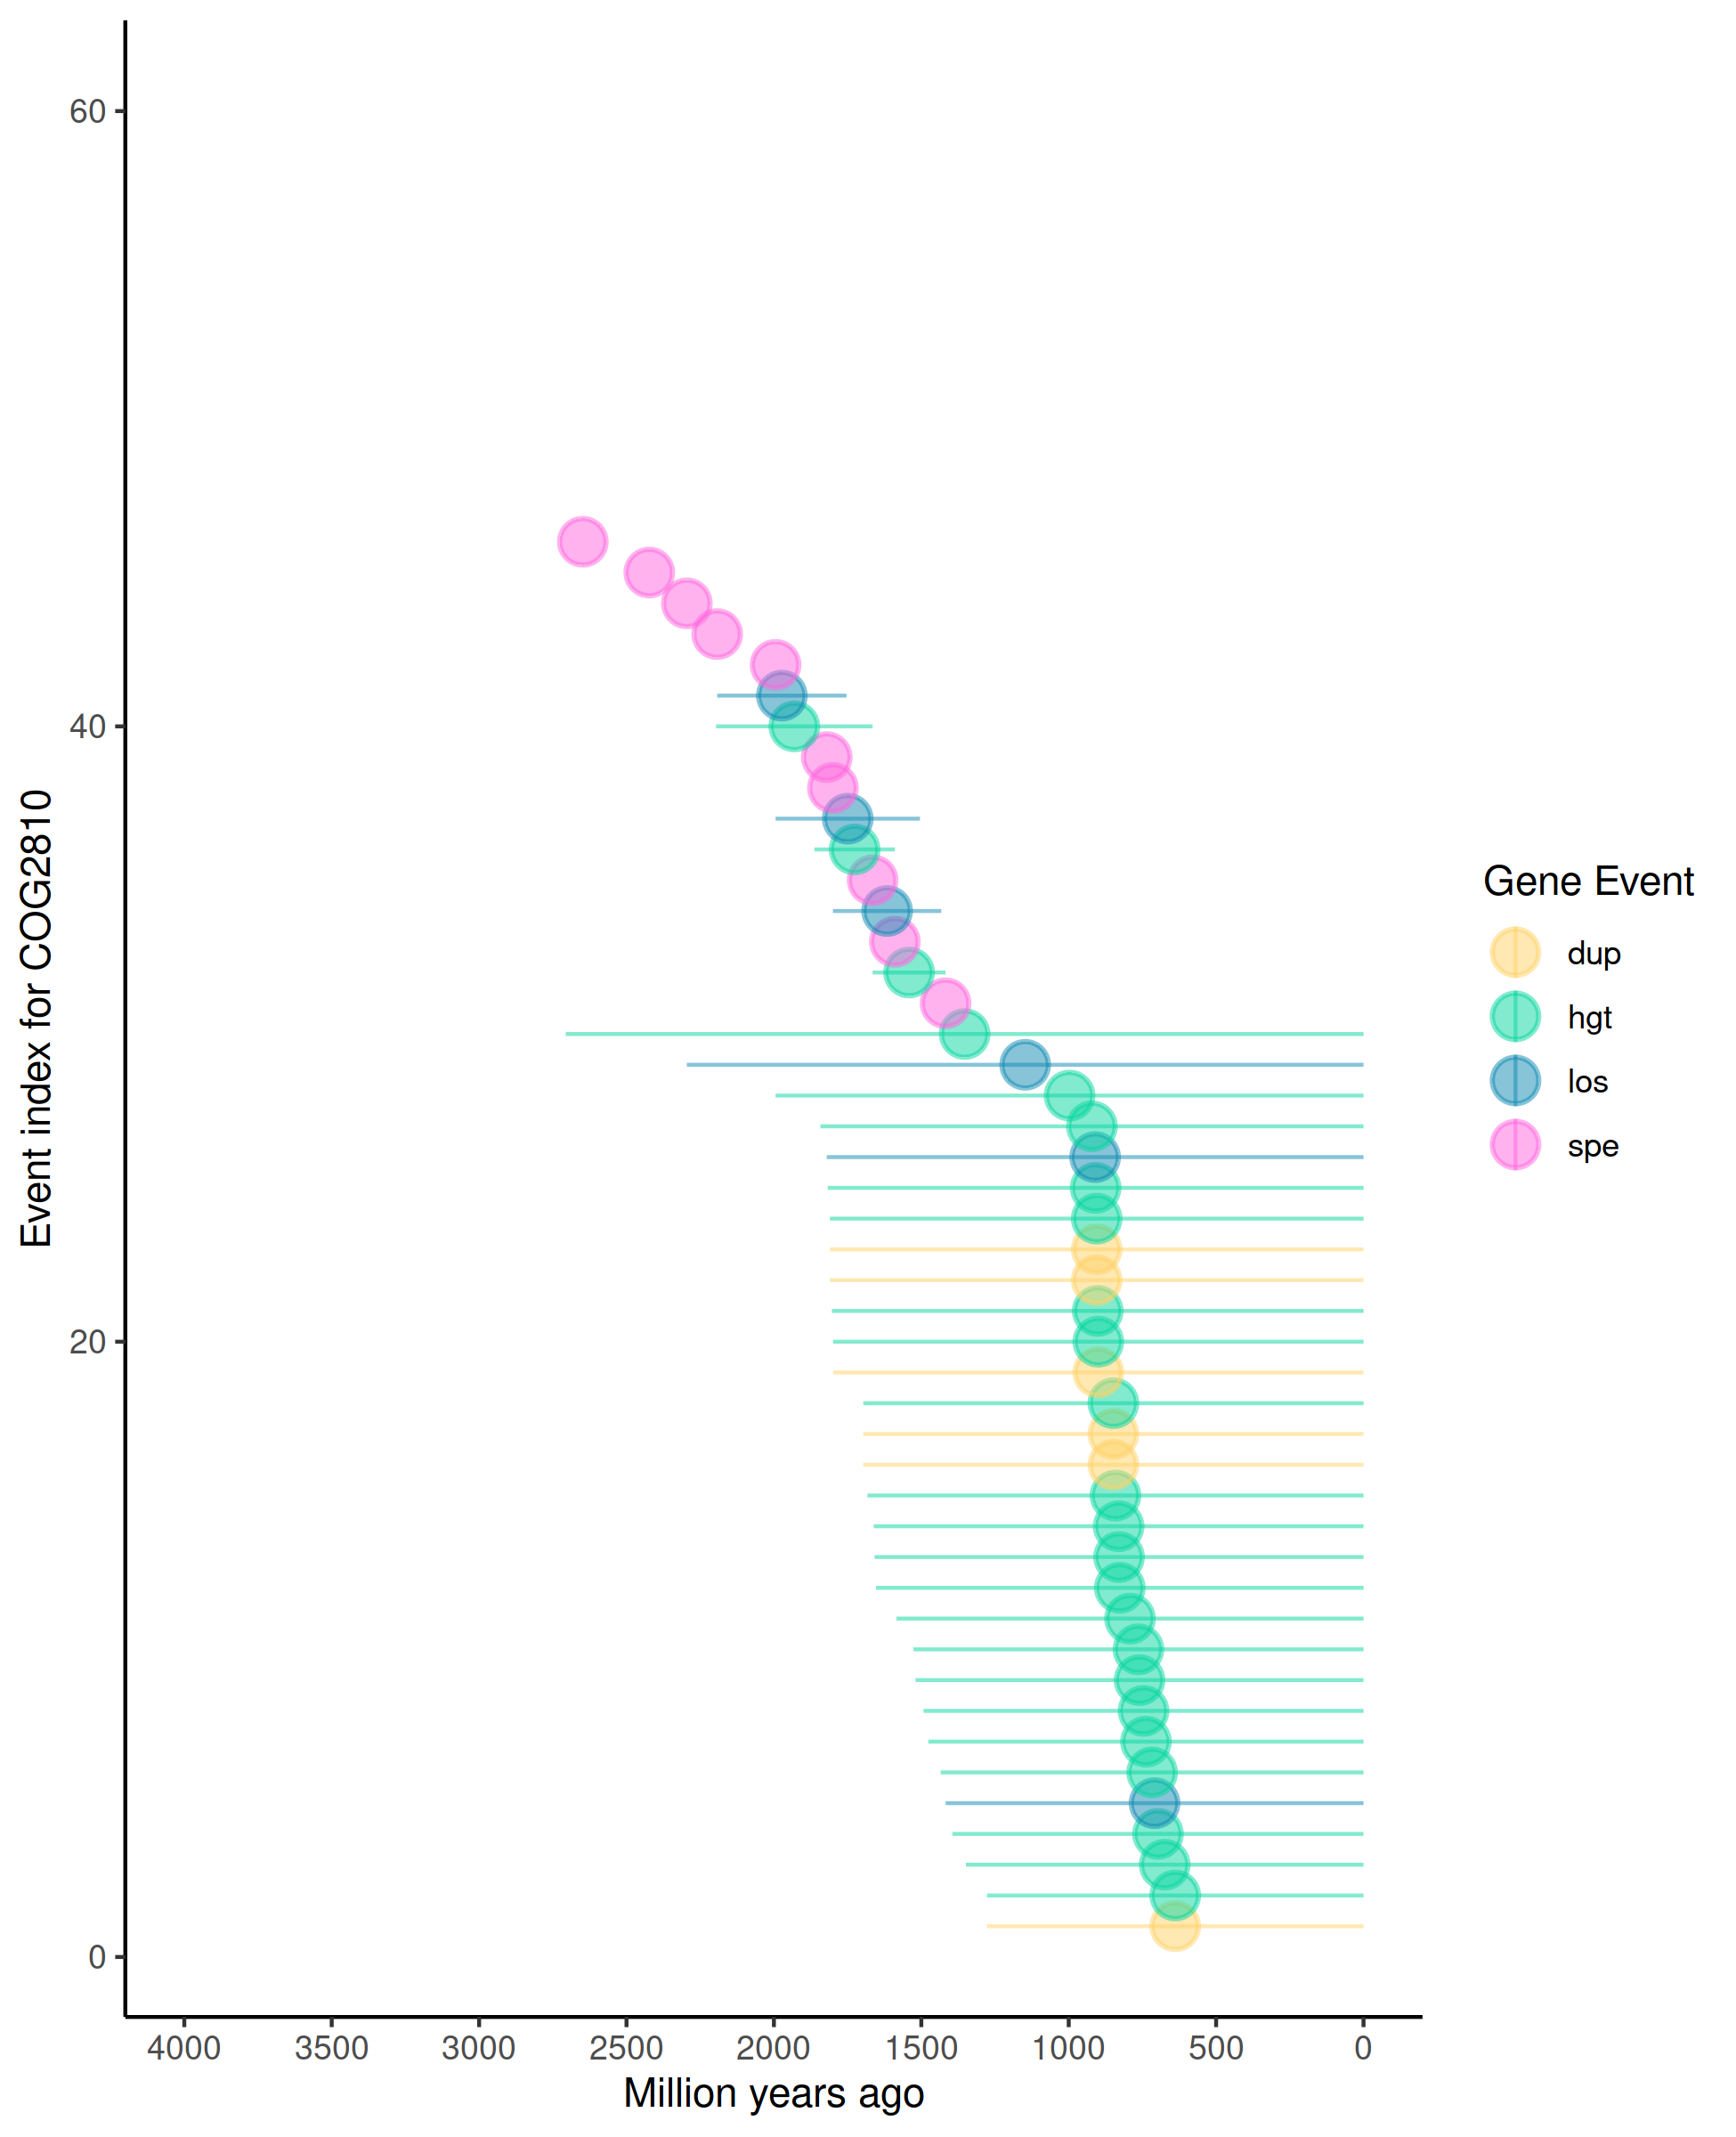 60
40
20
0
Event index for COG2810
4000 3500 3000 2500 2000 1500 1000 500 0
Million years ago
Gene Event
dup
hgt
los
spe